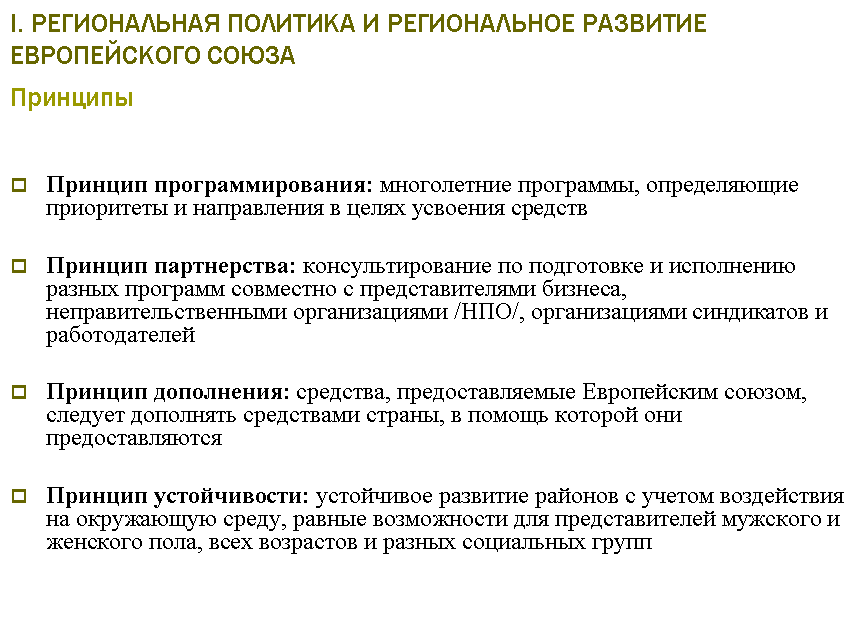 I. РЕГИОНАЛЬНАЯ ПОЛИТИКА И РЕГИОНАЛЬНОЕ РАЗВИТИЕ
ЕВРОПЕЙСКОГО СОЮЗА
Принципы
Принцип программирования: многолетние программы, определяющие
приоритеты и направления в целях усвоения средств
Принцип партнерства: консультирование по подготовке и исполнению
разных программ совместно с представителями бизнеса,
неправительственными организациями /НПО/, организациями синдикатов и
работодателей
Принцип дополнения: средства, предоставляемые Европейским союзом,
следует дополнять средствами страны, в помощь которой они
предоставляются
Принцип устойчивости: устойчивое развитие районов с учетом воздействия
на окружающую среду, равные возможности для представителей мужского и
женского пола, всех возрастов и разных социальных групп